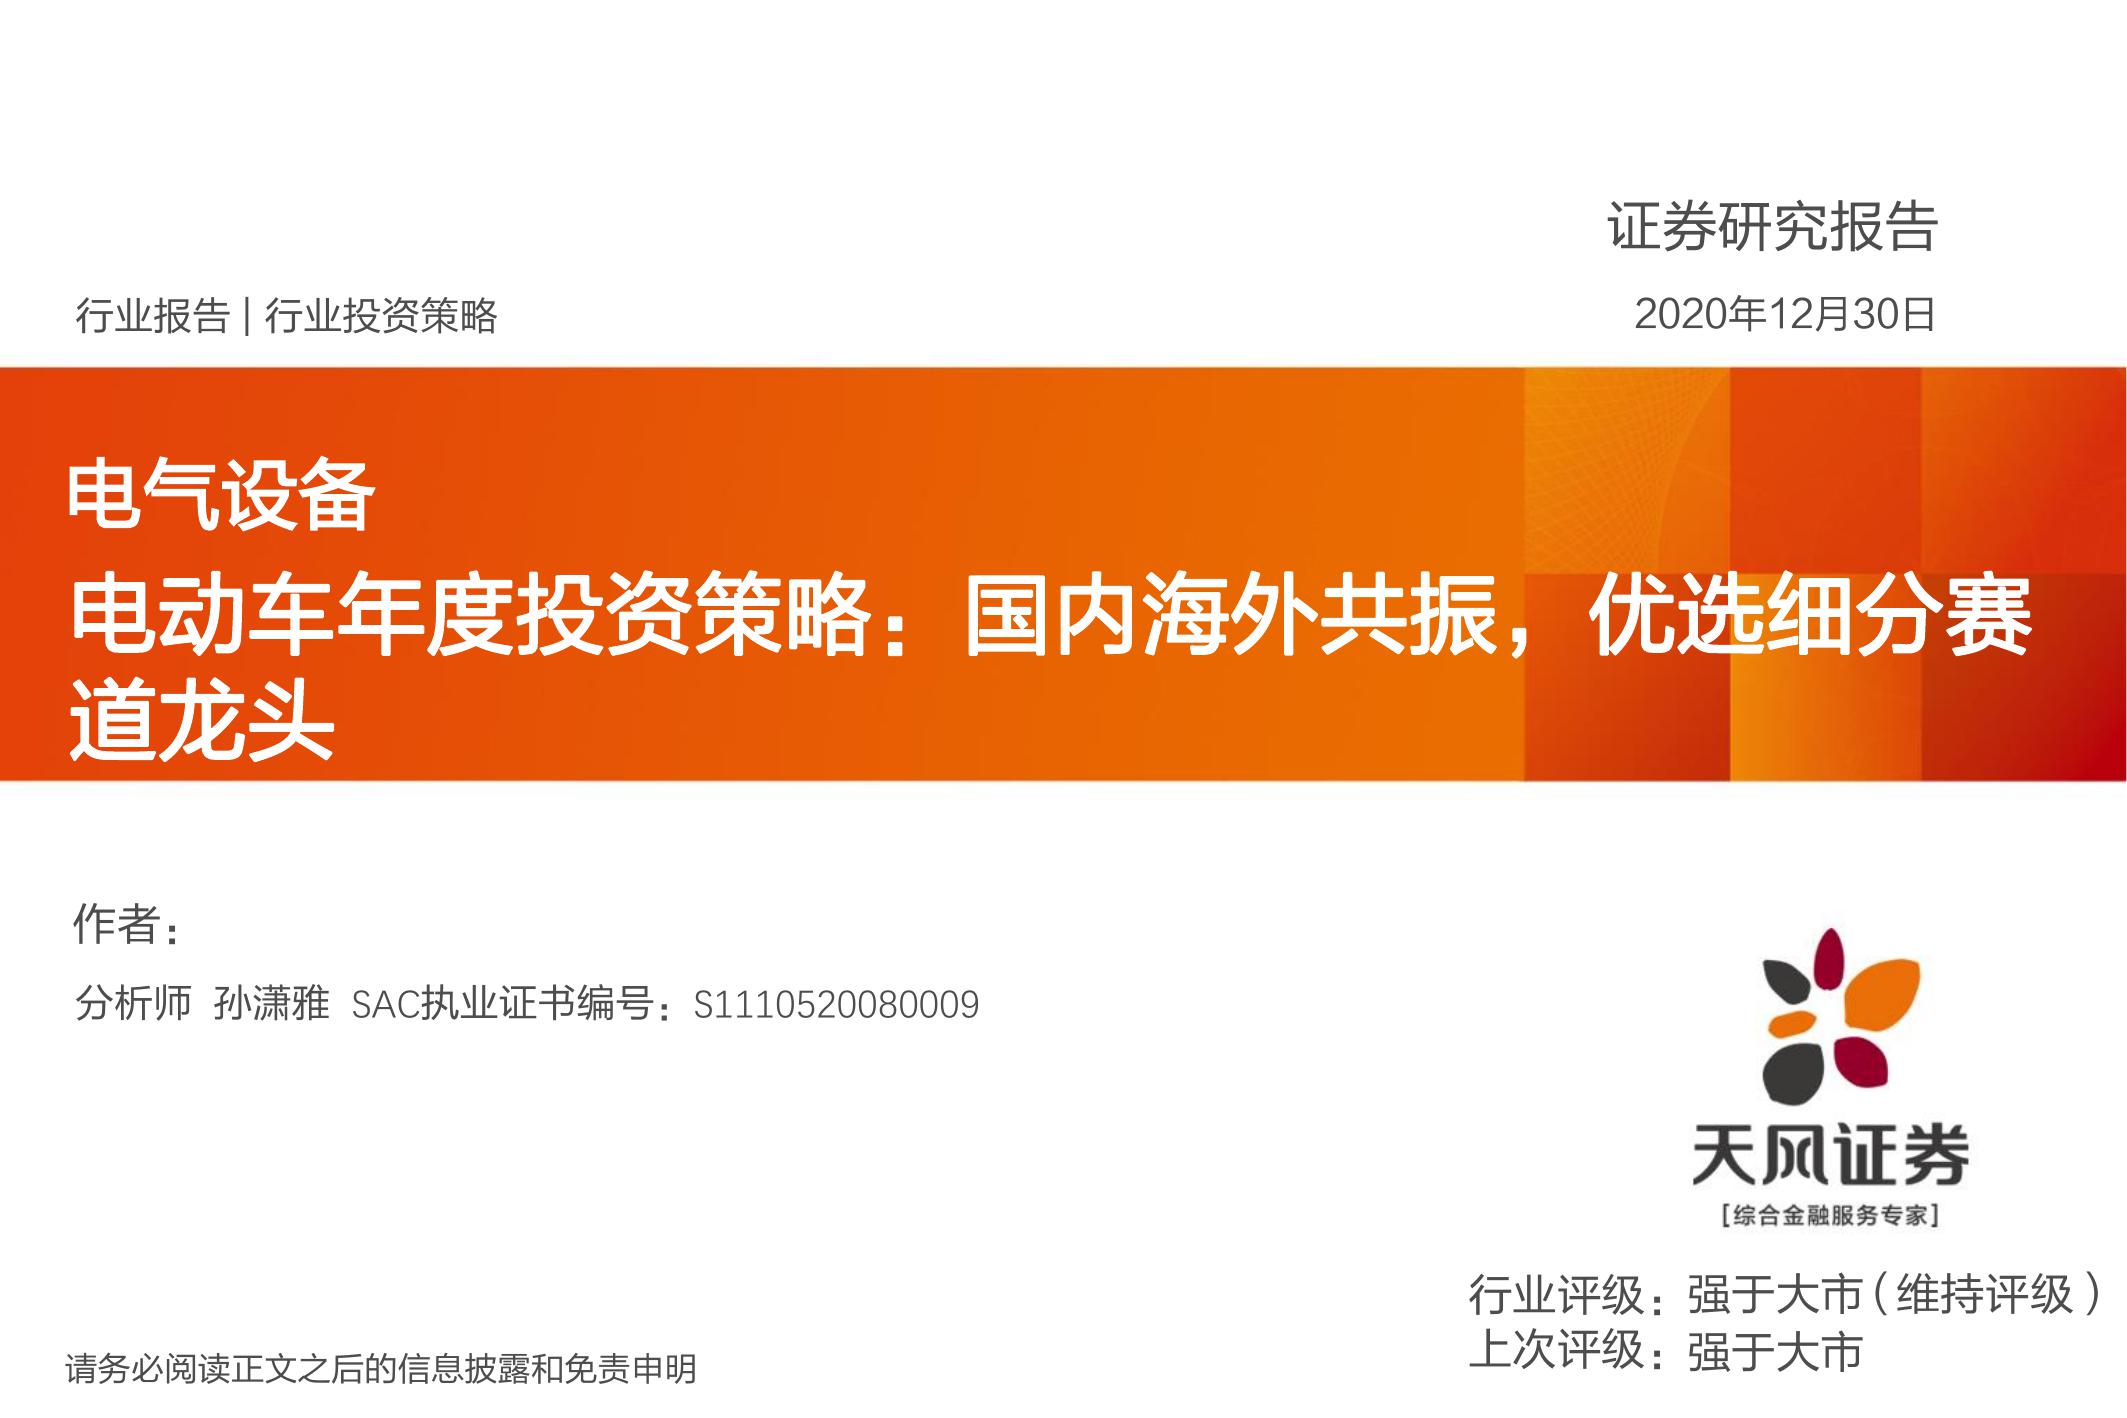 证券研究报告
行业报告 | 行业投资策略
2020年12月30日
电气设备
电动车年度投资策略：国内海外共振，优选细分赛
道龙头
作者：
分析师 孙潇雅 SAC执业证书编号：S1110520080009
天风证券
[综合金融服务专家]
行业评级：强于大市（维持评级）
上次评级：强于大市
请务必阅读正文之后的信息披露和免责申明